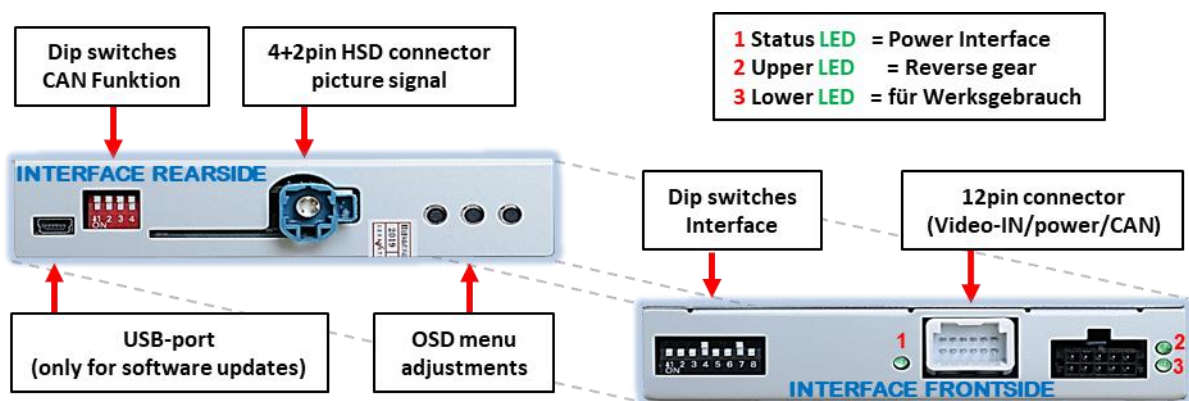 Dip switches
CAN Funktion
4+2pin HSD connector
picture signal
1 Status LED = Power Interface
2 Upper LED = Reverse gear
3 Lower LED = für Werksgebrauch
INTERFACE REARSIDE
1 2 3 4
ON
2019
Dip switches
Interface
12pin connector
(Video-IN/power/CAN)
USB-port
(only for software updates)
OSD menu
adjustments
1
2
3
1 2 3 4 5 6 7 8
ON
INTERFACE FRONTSIDE